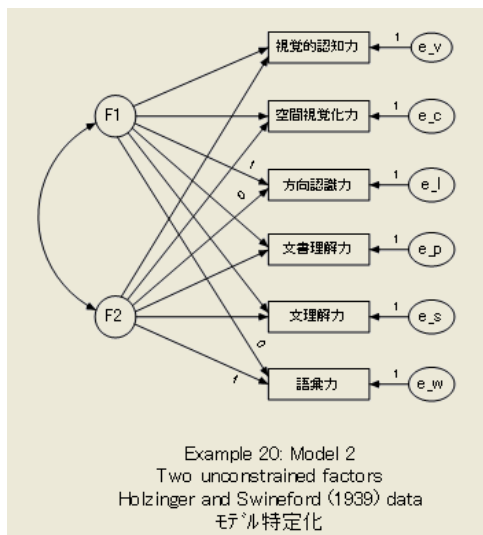 視覚的認知力
1
e_v
F1
空間視覚化力
1
e_c
1
0
方向認識力
1
e_l
文書理解力
1
e_p
F2
文理解力
1
e_s
0
1
語彙力
1
e_w
Example 20: Model 2
Two unconstrained factors
Holzinger and Swineford (1939) data
モデル特定化